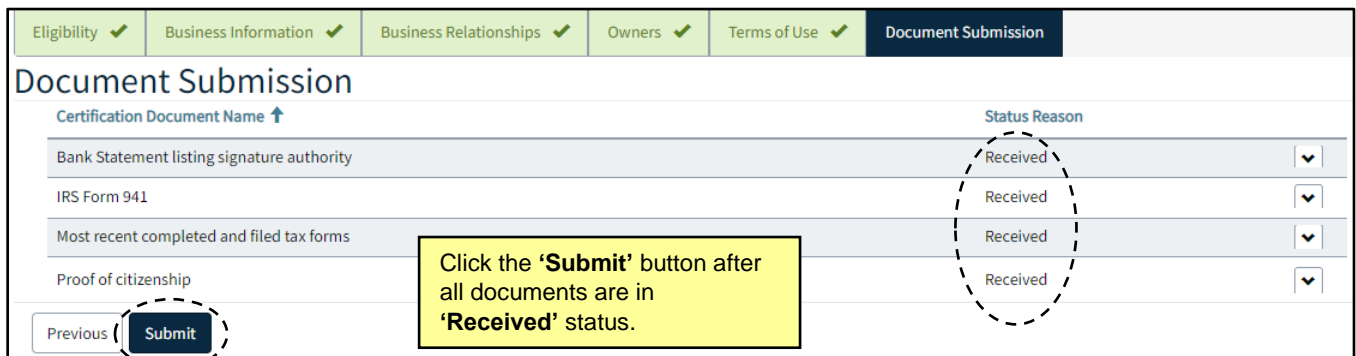 Eligibility ✔ Business Information ✔ Business Relationships ✔ Owners ✔ Terms of Use ✔ Document Submission
Document Submission
Certification Document Name ↑ Status Reason
Bank Statement listing signature authority Received
IRS Form 941 Received
Most recent completed and filed tax forms Received
Proof of citizenship Received
Click the ‘Submit’ button after
all documents are in
‘Received’ status.
Previous Submit